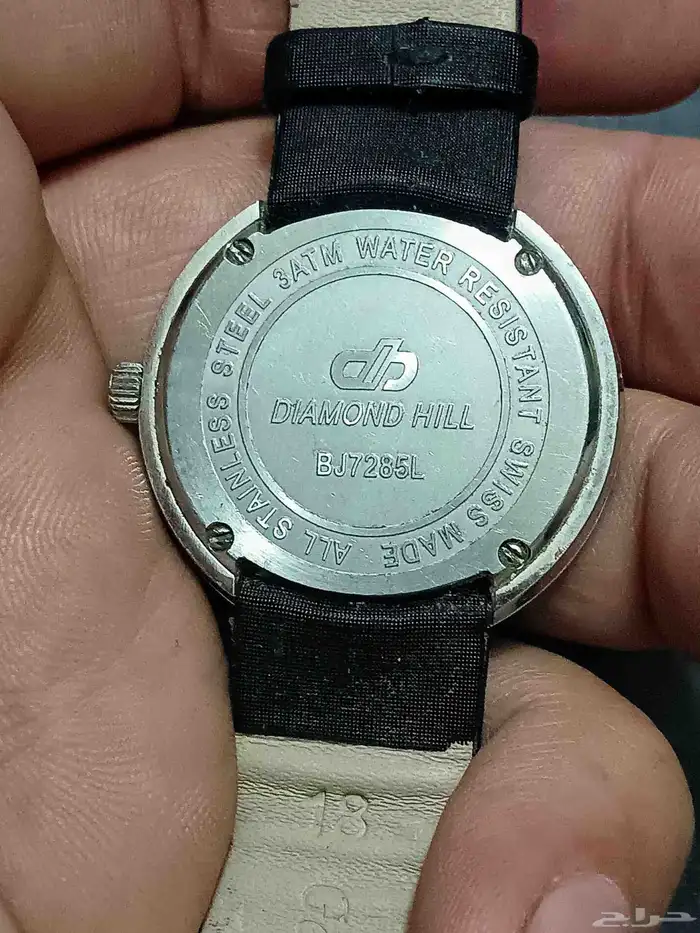 ALL STAINLESS STEEL 3ATM WATER RESISTANT SWISS MADE
DIAMOND HILL
BJ7285L
18
حراج